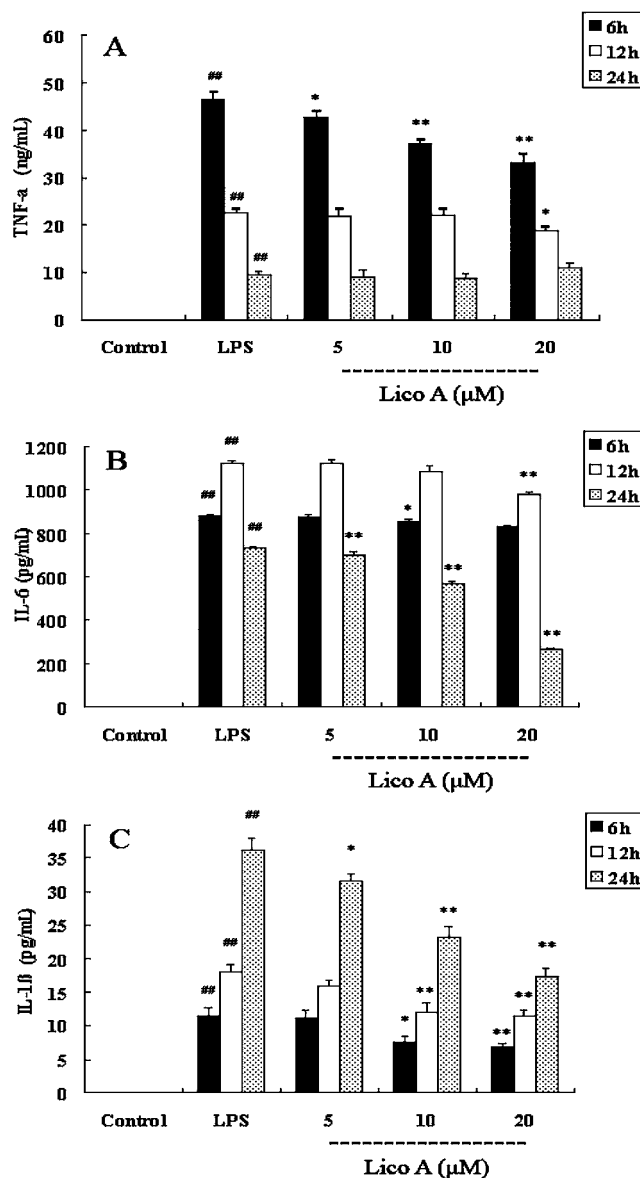 A
6h
12h
24h
TNF-a (ng/mL)
60
50
40
30
20
10
0
## ## ##
*
**
** *
Control LPS 5 10 20
Lico A (µM)
B
6h
12h
24h
IL-6 (pg/mL)
1200
1000
800
600
400
200
0
## ## ##
**
* **
** **
Control LPS 5 10 20
Lico A (µM)
C
6h
12h
24h
IL-1ß (pg/mL)
40
35
30
25
20
15
10
5
0
## ## ##
*
* ** **
** ** **
Control LPS 5 10 20
Lico A (µM)